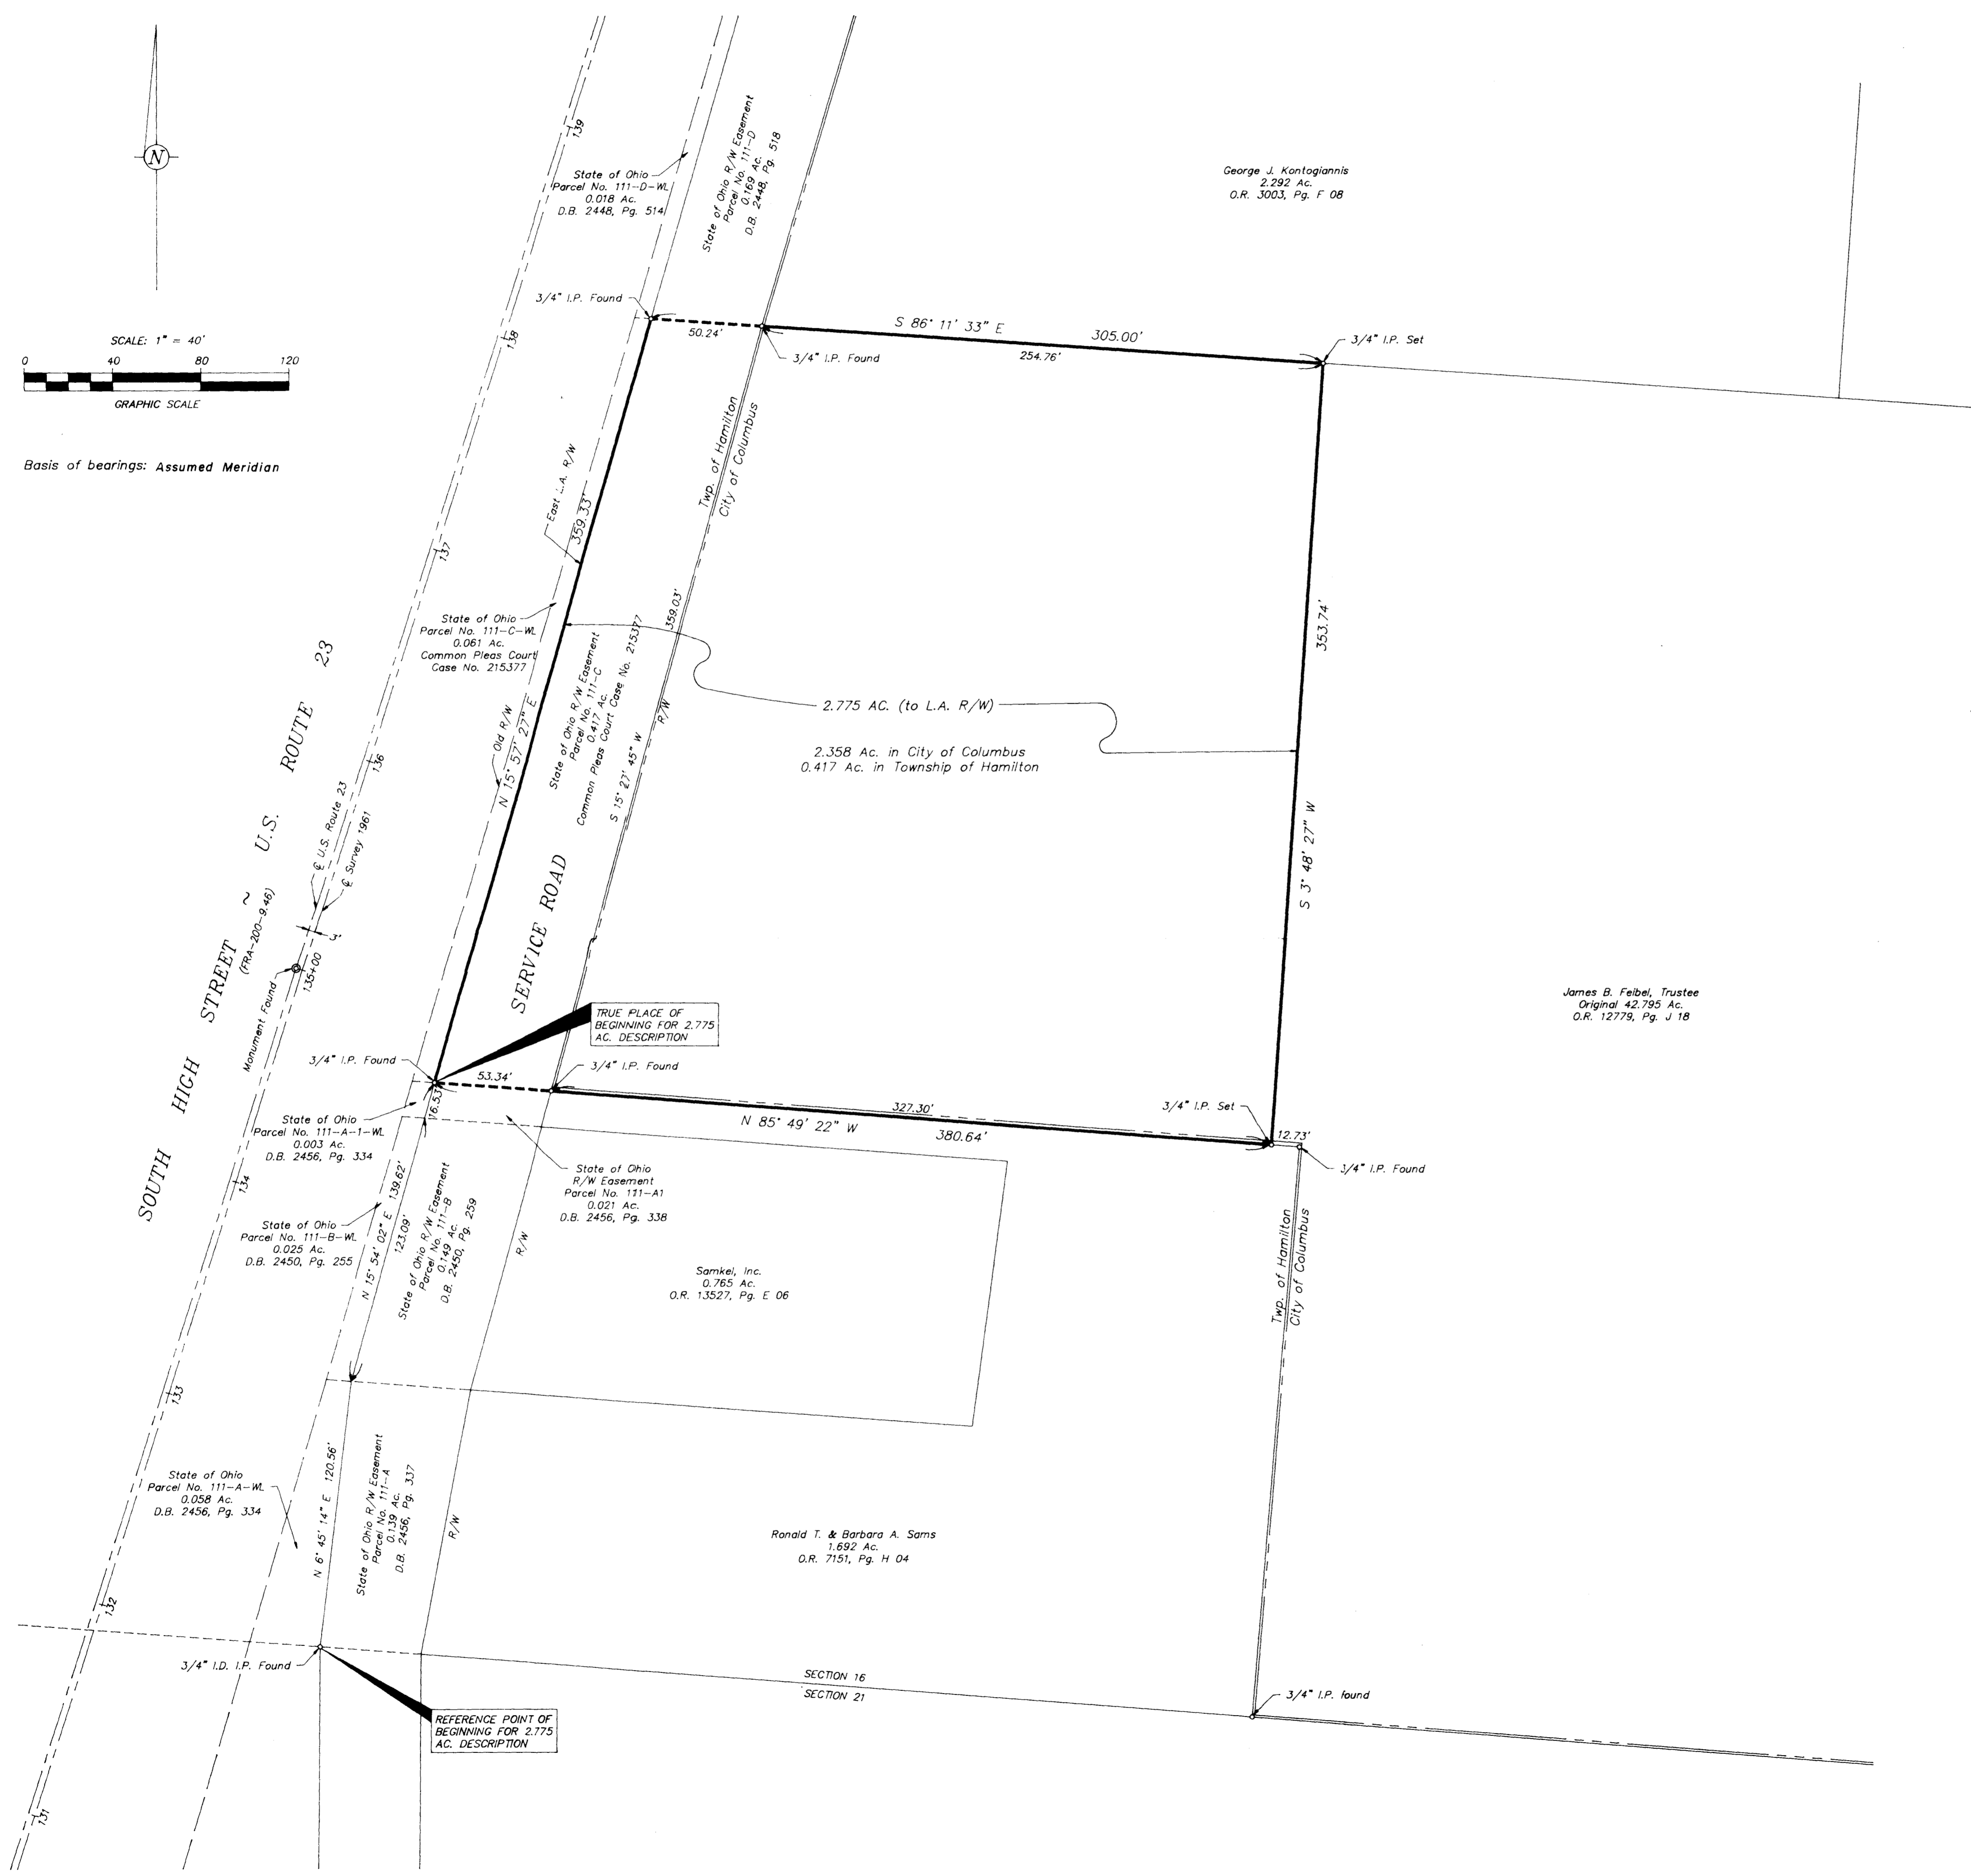 N
SCALE: 1" = 40'
0 40 80 120
GRAPHIC SCALE
Basis of bearings: Assumed Meridian
139
State of Ohio
Parcel No. 111-D-WL
0.018 Ac.
D.B. 2448, Pg. 514
State of Ohio R/W Easement
Parcel No. 111-D
0.169 Ac.
D.B. 2448, Pg. 518
George J. Kontogiannis
2.292 Ac.
O.R. 3003, Pg. F 08
3/4" I.P. Found
50.24'
3/4" I.P. Found
S 86° 11' 33" E
305.00'
254.76'
3/4" I.P. Set
138
Twp. of Hamilton
City of Columbus
East L.A. R/W
359.33'
137
State of Ohio
Parcel No. 111-C-WL
0.061 Ac.
Common Pleas Court
Case No. 215377
Old R/W
N 15° 57' 27" E
State of Ohio R/W Easement
Parcel No. 111-C
0.417 Ac.
Common Pleas Court Case No. 215377
S 15° 27' 45" W
359.03'
R/W
2.775 AC. (to L.A. R/W)
2.358 Ac. in City of Columbus
0.417 Ac. in Township of Hamilton
353.74'
S 3° 48' 27" W
136
℄ U.S. Route 23
℄ Survey 1961
3'
135+00
Monument Found
SOUTH HIGH STREET ~ U.S. ROUTE 23
(FRA-200-9.46)
SERVICE ROAD
James B. Feibel, Trustee
Original 42.795 Ac.
O.R. 12779, Pg. J 18
TRUE PLACE OF
BEGINNING FOR 2.775
AC. DESCRIPTION
3/4" I.P. Found
53.34'
3/4" I.P. Found
16.53'
N 85° 49' 22" W
327.30'
380.64'
3/4" I.P. Set
12.73'
3/4" I.P. Found
State of Ohio
Parcel No. 111-A-1-WL
0.003 Ac.
D.B. 2456, Pg. 334
134
State of Ohio
R/W Easement
Parcel No. 111-A1
0.021 Ac.
D.B. 2456, Pg. 338
State of Ohio
Parcel No. 111-B-WL
0.025 Ac.
D.B. 2450, Pg. 255
N 15° 54' 02" E 139.62'
123.09'
State of Ohio R/W Easement
Parcel No. 111-B
0.149 Ac.
D.B. 2450, Pg. 259
R/W
Samkel, Inc.
0.765 Ac.
O.R. 13527, Pg. E 06
Twp. of Hamilton
City of Columbus
133
State of Ohio
Parcel No. 111-A-WL
0.058 Ac.
D.B. 2456, Pg. 334
N 6° 45' 14" E 120.56'
State of Ohio R/W Easement
Parcel No. 111-A
0.139 Ac.
D.B. 2456, Pg. 337
R/W
Ronald T. & Barbara A. Sams
1.692 Ac.
O.R. 7151, Pg. H 04
132
3/4" I.D. I.P. Found
SECTION 16
SECTION 21
3/4" I.P. found
REFERENCE POINT OF
BEGINNING FOR 2.775
AC. DESCRIPTION
131